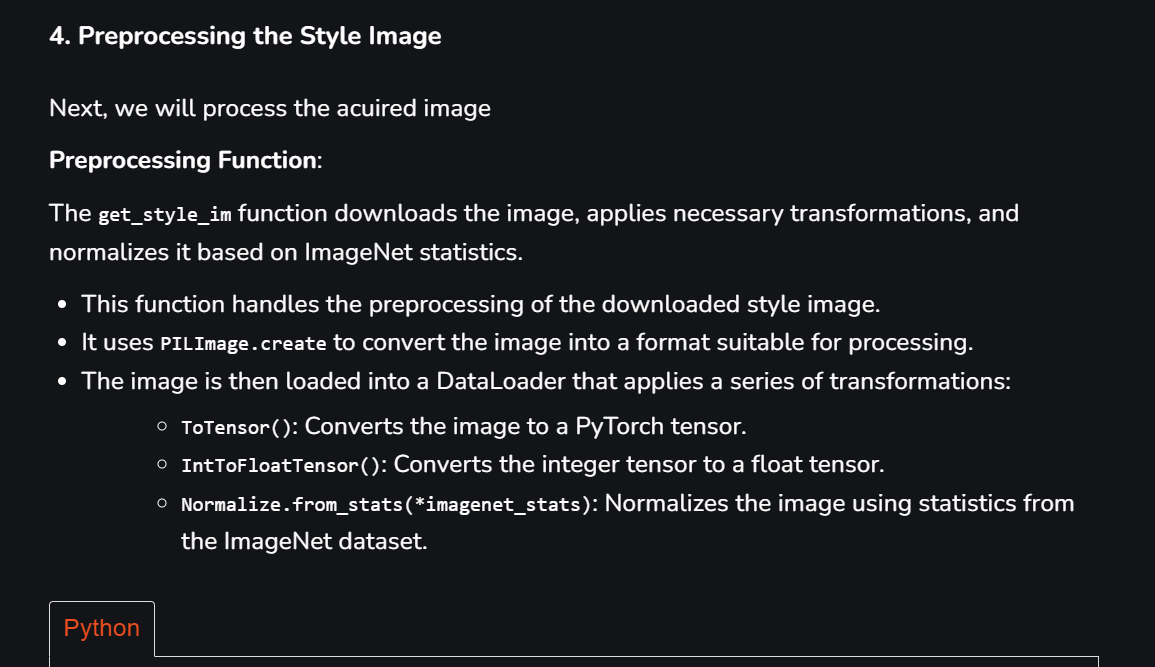 4. Preprocessing the Style Image
Next, we will process the acuired image
Preprocessing Function:
The get_style_im function downloads the image, applies necessary transformations, and
normalizes it based on ImageNet statistics.
• This function handles the preprocessing of the downloaded style image.
• It uses PILImage.create to convert the image into a format suitable for processing.
• The image is then loaded into a DataLoader that applies a series of transformations:
○ ToTensor(): Converts the image to a PyTorch tensor.
○ IntToFloatTensor(): Converts the integer tensor to a float tensor.
○ Normalize.from_stats(*imagenet_stats): Normalizes the image using statistics from
the ImageNet dataset.
Python